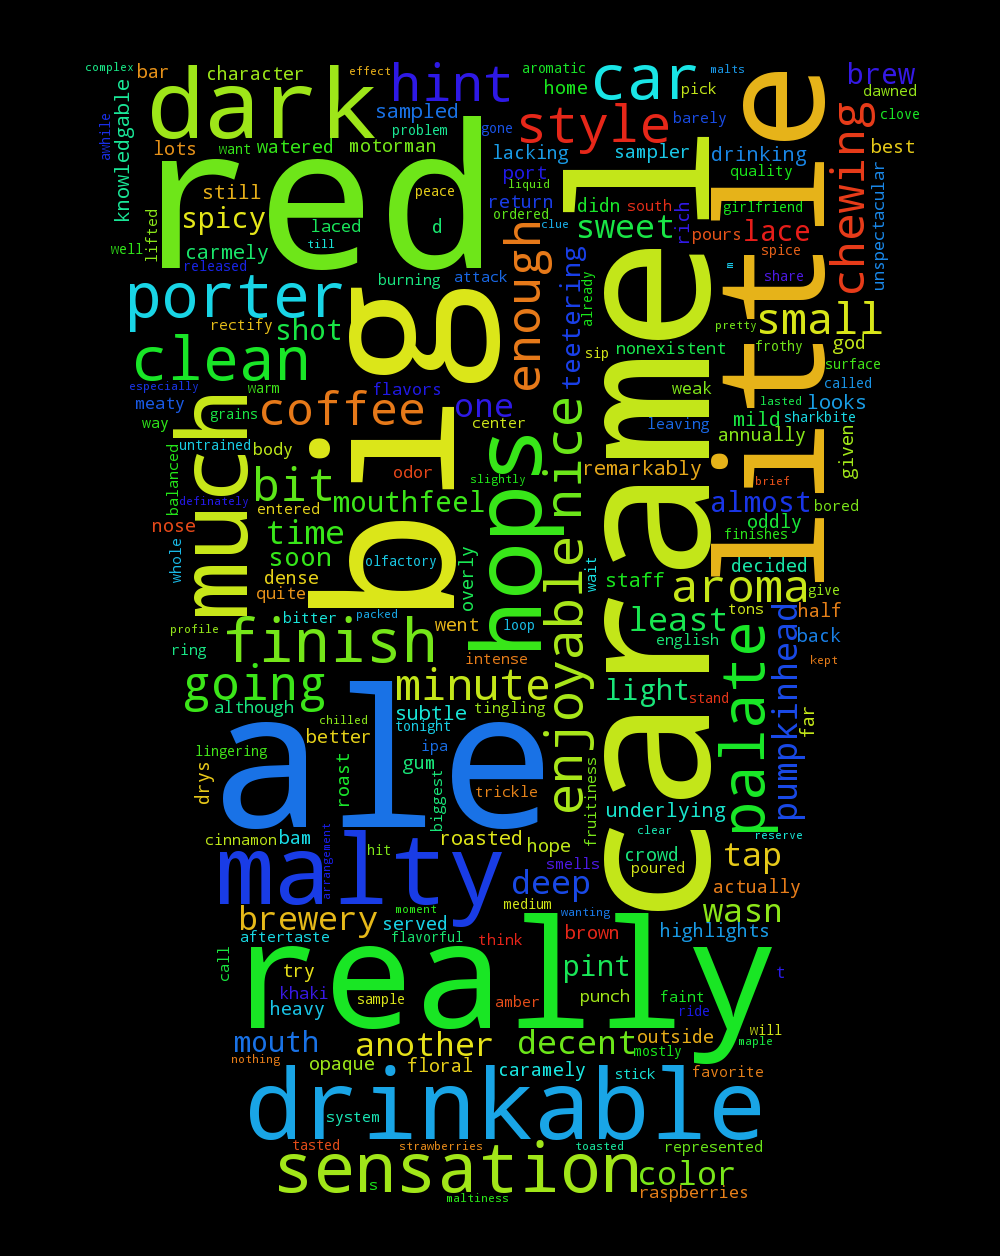 complex
bar
dark
character
effect
hint
aromatic
home
car
pick
malts
brew
dawned
awhile
knowledgable
sampled
problem
gone
style
barely
little
chewing
clove
best
lots
want
watered
motorman
red
lacking
sampler
drinking
quality
unspectacular
still
peace
port
liquid
return
ordered
clue
didn
south
caramel
girlfriend
lifted
spicy
laced
till
d
sweet
rich
pours
lace
spice
well
carmely
released
burning
attack
enough
teetering
already
m
share
porter
rectify
shot
big
pretty
small
god
clean
sip
nonexistent
frothy
surface
especially
warm
flavors
weak
called
meaty
much
grains
coffee
one
center
nice
lasted
looks
way
leaving
mild
sharkbite
untrained
body
annually
given
balanced
bit
odor
hops
slightly
remarkably
brief
definately
entered
mouthfeel
almost
bored
nose
time
oddly
finishes
whole
soon
olfactory
overly
wait
decided
dense
quite
staff
aroma
give
bitter
packed
went
loop
enjoyable
least
tons
half
profile
finish
english
palate
pumpkinhead
back
ring
intense
kept
going
minute
light
stand
although
chilled
subtle
tingling
far
ale
better
tonight
ipa
lingering
roast
gum
drys
biggest
trickle
fruitiness
underlying
cinnamon
bam
arrangement
roasted
hope
clear
reserve
malty
hit
smells
crowd
poured
tap
deep
actually
medium
wanting
wasn
brewery
moment
served
aftertaste
flavorful
think
brown
highlights
call
really
try
pint
t
khaki
sample
heavy
amber
punch
faint
ride
mouth
another
decent
outside
will
maple
mostly
nothing
opaque
floral
caramely
stick
favorite
drinkable
system
tasted
strawberries
toasted
represented
sensation
color
s
maltiness
raspberries